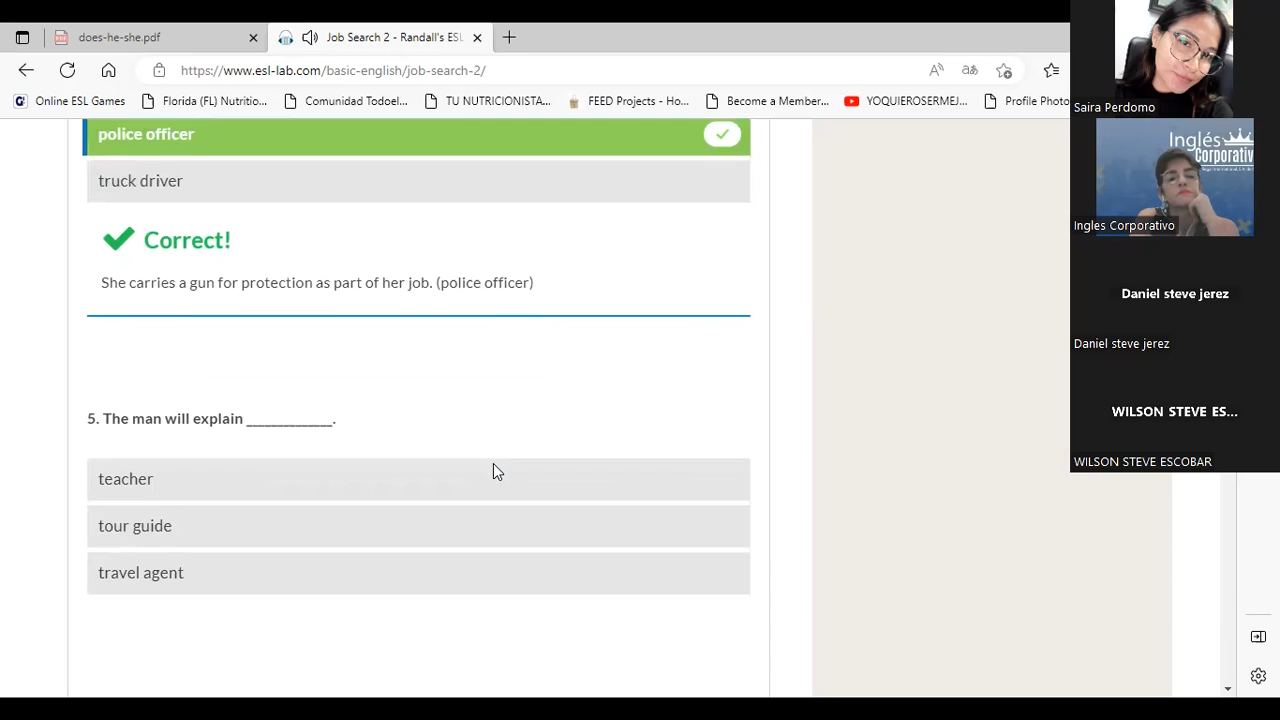 does-he-she.pdf
Job Search 2 - Randall's ESL
https://www.esl-lab.com/basic-english/job-search-2/
Online ESL Games
Florida (FL) Nutritio...
Comunidad Todoel...
TU NUTRICIONISTA...
FEED Projects - Ho...
Become a Member...
YOQUIEROSERMEJ...
Profile Photo
police officer
truck driver
Correct!
She carries a gun for protection as part of her job. (police officer)
5. The man will explain ______________.
teacher
tour guide
travel agent
Saira Perdomo
Inglés
Corporativ
Ingles Corporativo
Daniel steve jerez
Daniel steve jerez
WILSON STEVE ES...
WILSON STEVE ESCOBAR